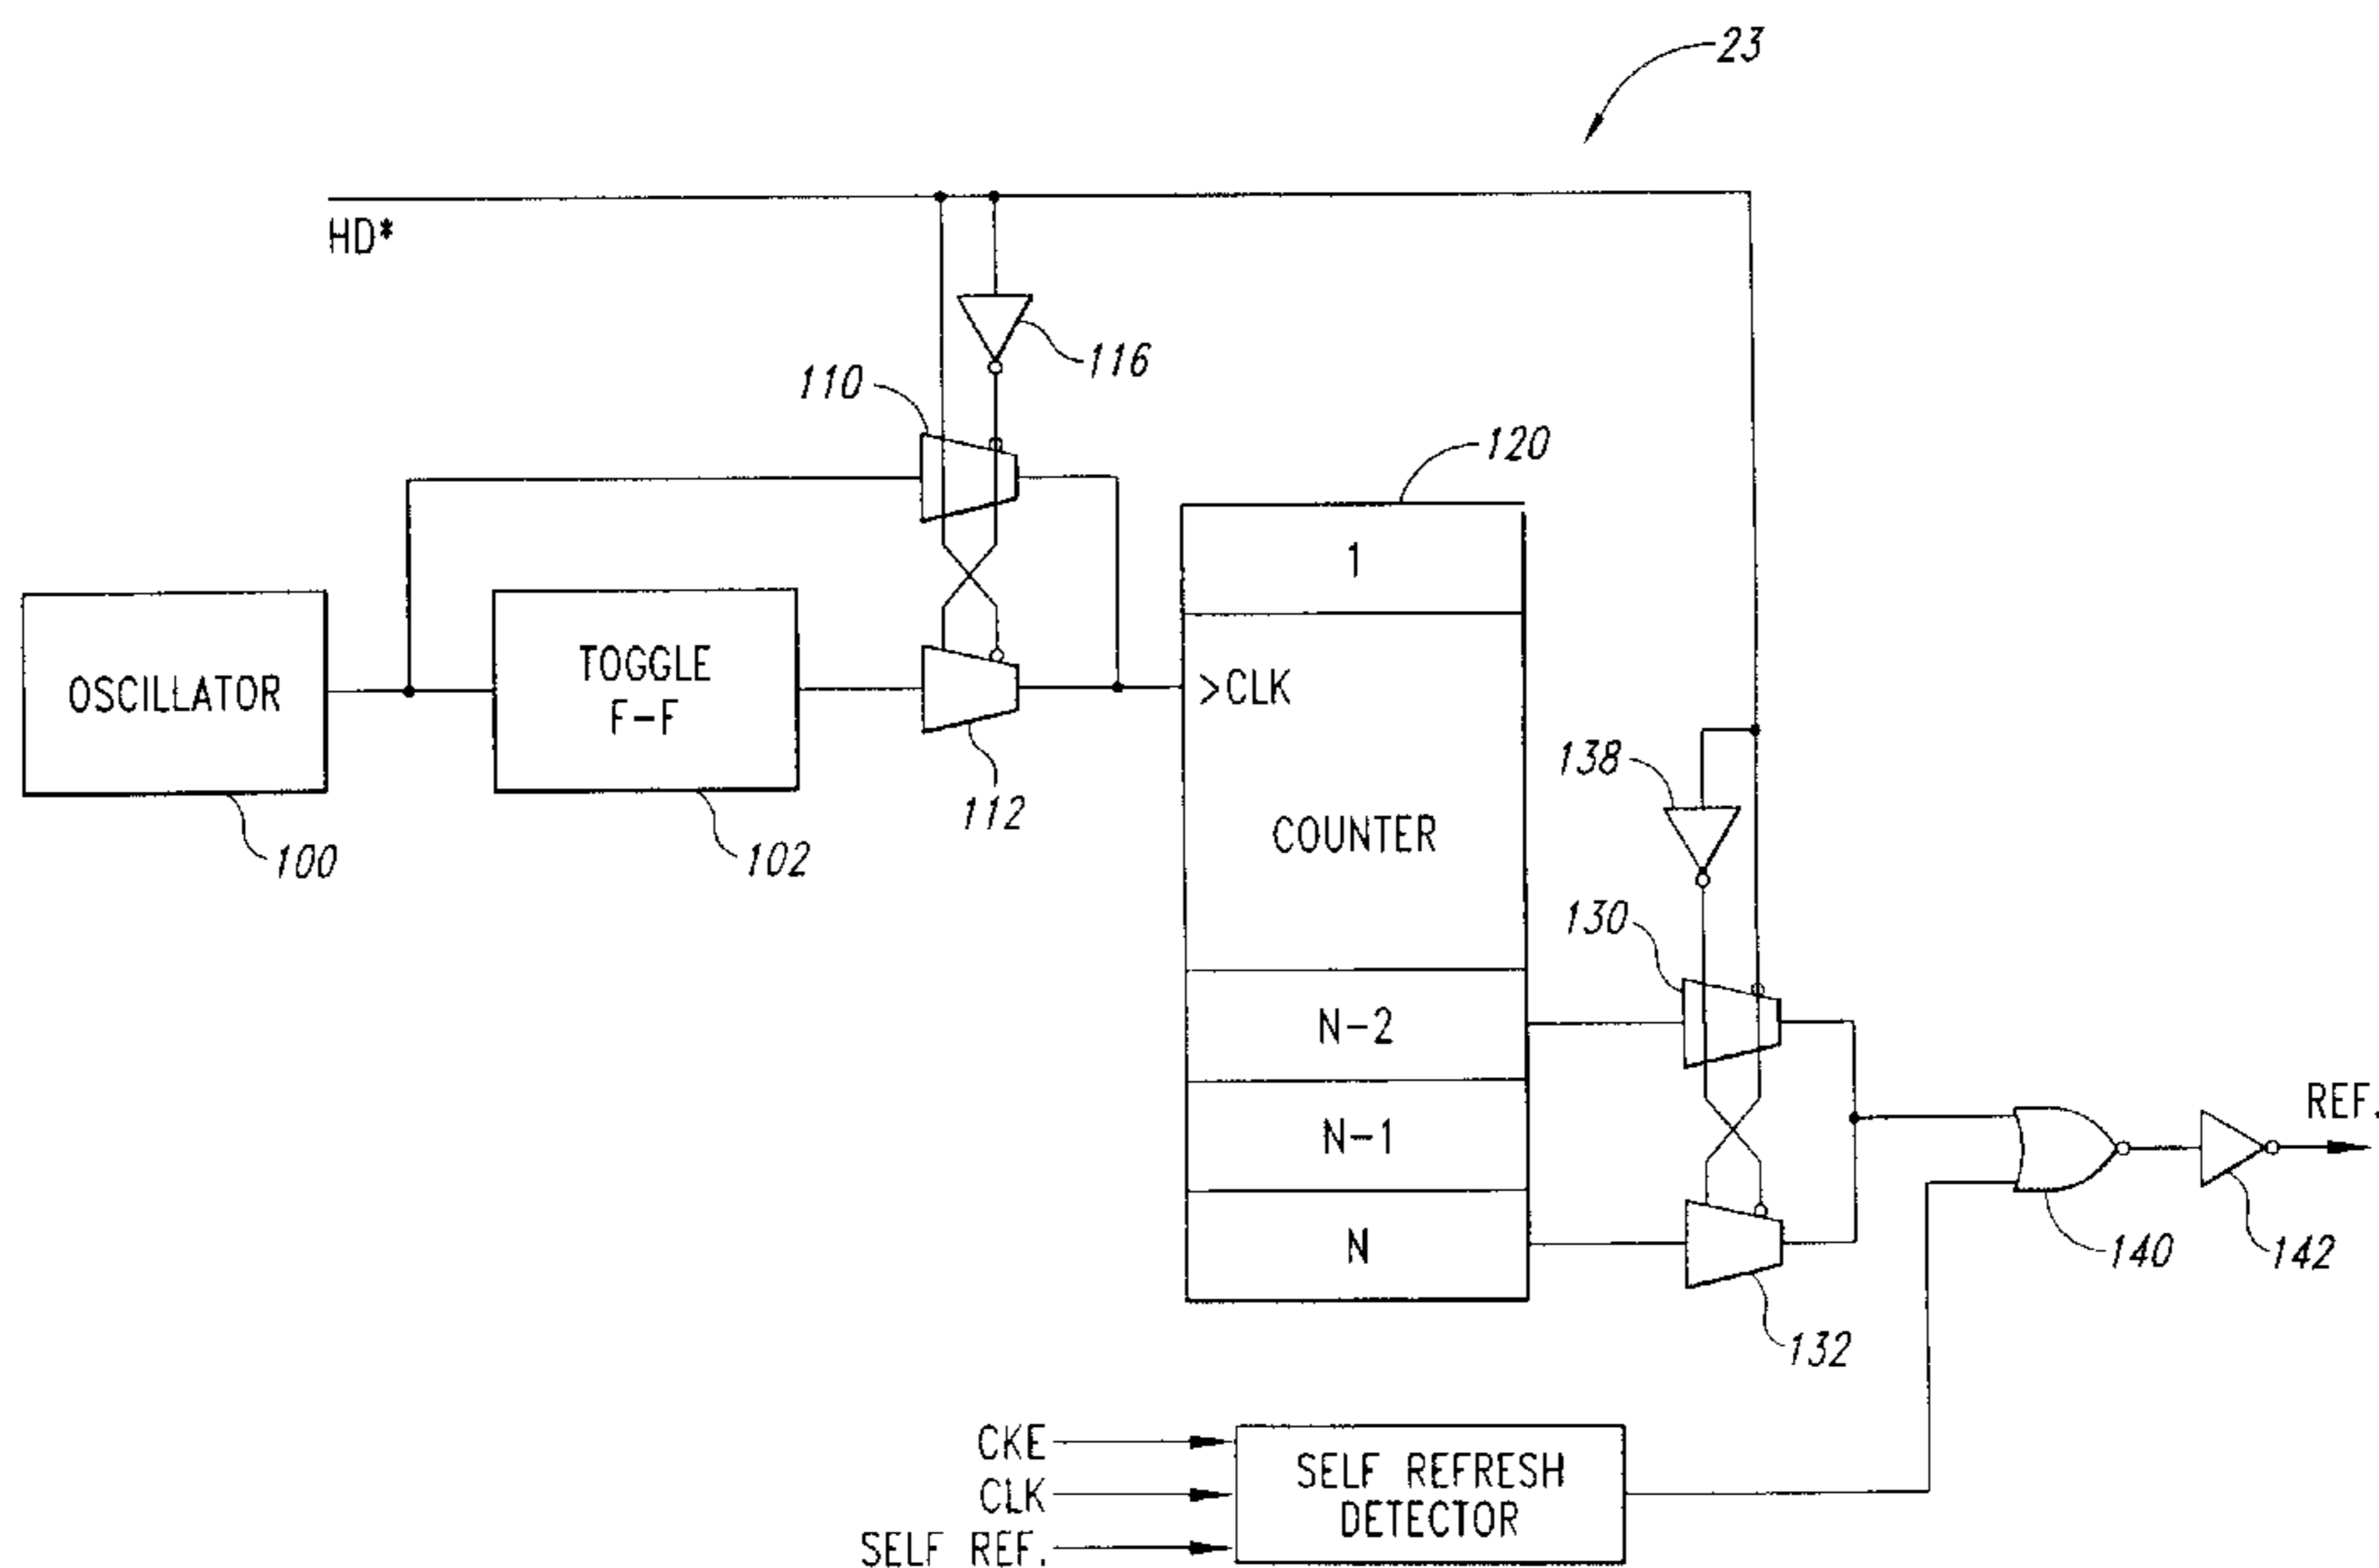 23
HD*
116
110
120
1
OSCILLATOR
TOGGLE
F-F
>CLK
138
112
COUNTER
100
102
130
N-2
REF.
N-1
N
140
142
132
CKE
CLK
SELF REF.
SELF REFRESH
DETECTOR